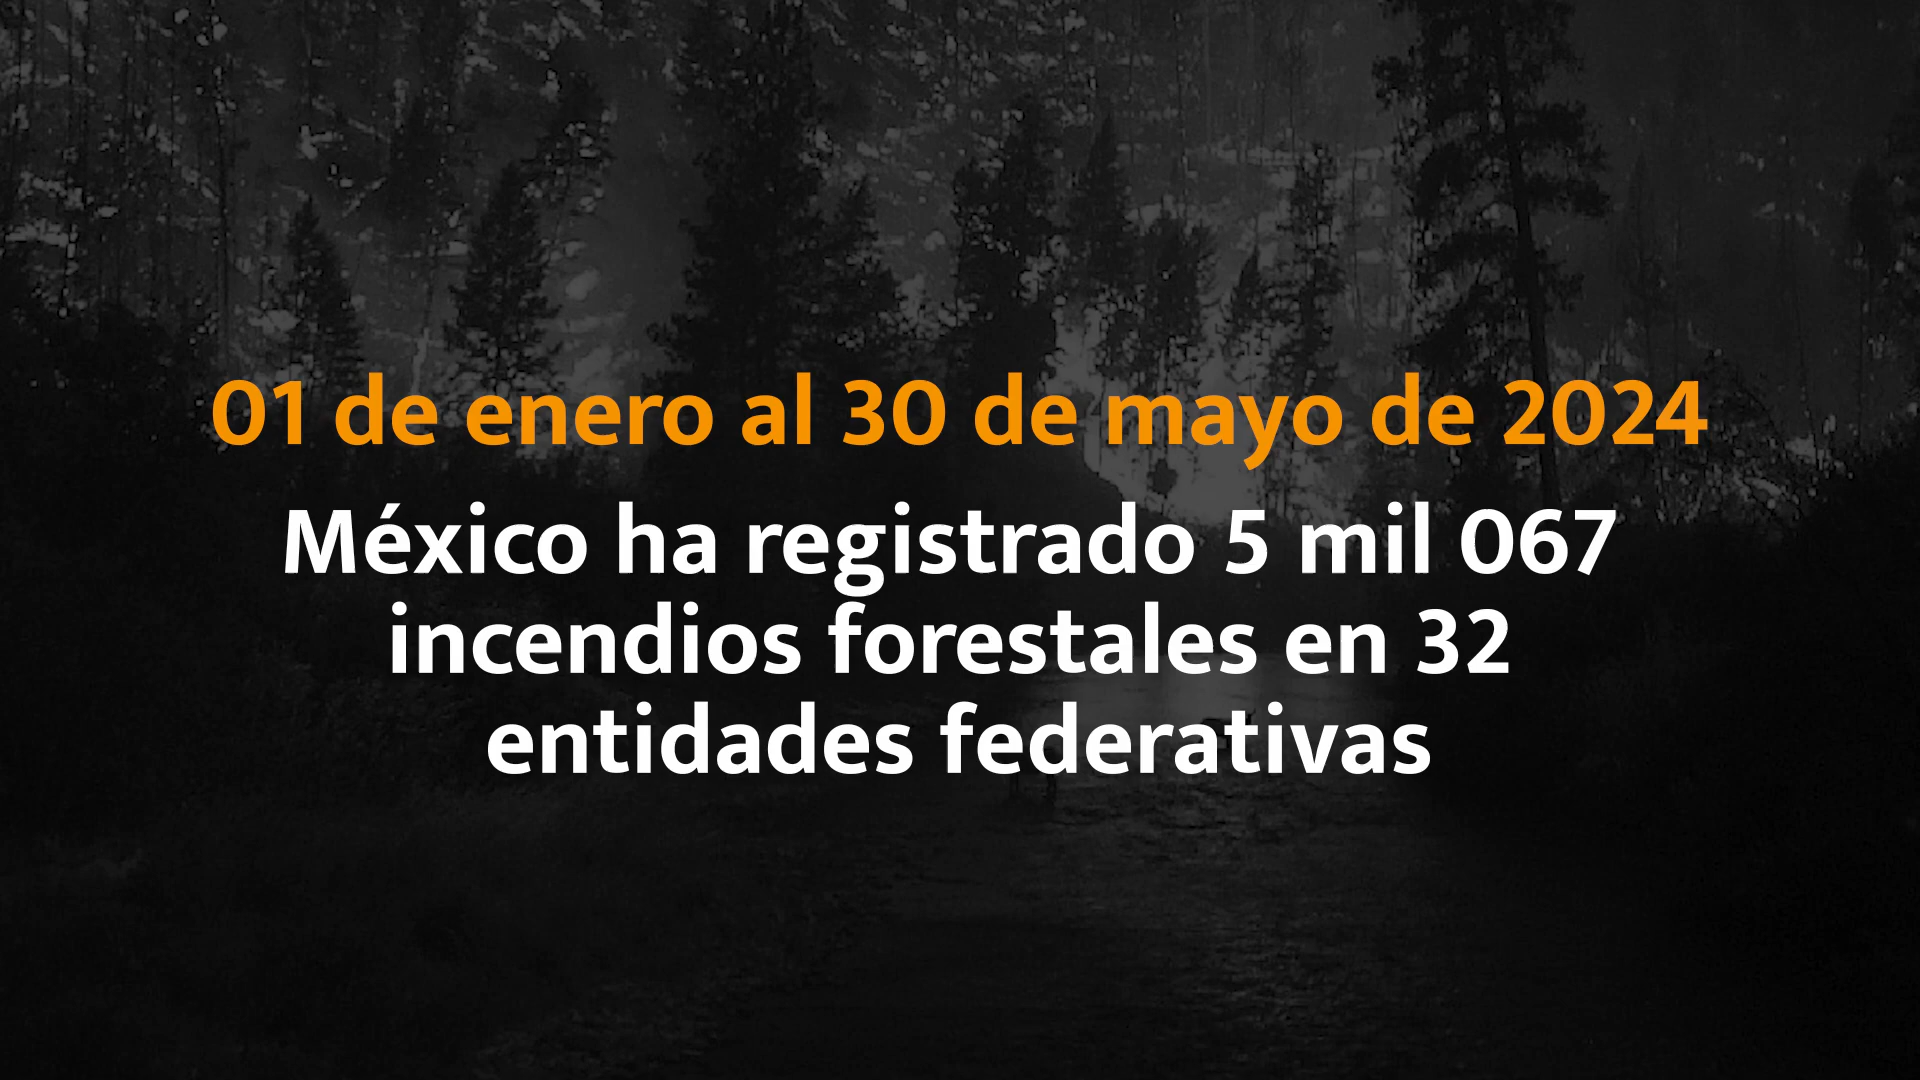 01 de enero al 30 de mayo de 2024
México ha registrado 5 mil 067
incendios forestales en 32
entidades federativas